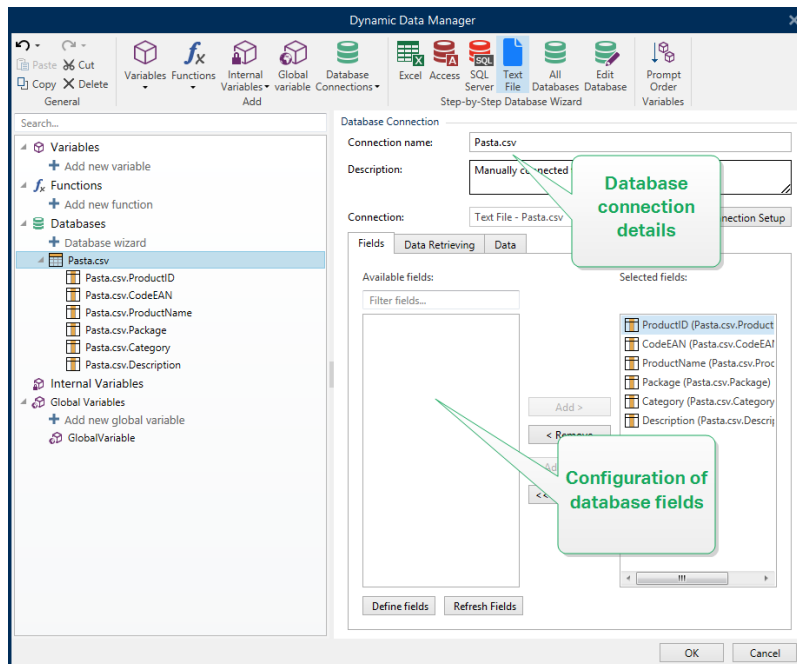 Dynamic Data Manager
Paste Cut
Copy Delete
General
Variables Functions Internal Variables Global variable Database Connections
Add
Excel Access SQL Server Text File All Databases Edit Database
Step-by-Step Database Wizard
Prompt Order
Variables
Search...
Variables
Add new variable
fx Functions
Add new function
Databases
Database wizard
Pasta.csv
Pasta.csv.ProductID
Pasta.csv.CodeEAN
Pasta.csv.ProductName
Pasta.csv.Package
Pasta.csv.Category
Pasta.csv.Description
Internal Variables
Global Variables
Add new global variable
GlobalVariable
Database Connection
Connection name: Pasta.csv
Description: Manually connected
Connection: Text File - Pasta.csv nnection Setup
Database
connection
details
Fields Data Retrieving Data
Available fields:
Filter fields...
Selected fields:
ProductID (Pasta.csv.Product
CodeEAN (Pasta.csv.CodeEAN
ProductName (Pasta.csv.Proc
Package (Pasta.csv.Package)
Category (Pasta.csv.Category
Description (Pasta.csv.Descrip
Add >
< Remove
Ad
<<
Configuration of
database fields
Define fields Refresh Fields
OK Cancel